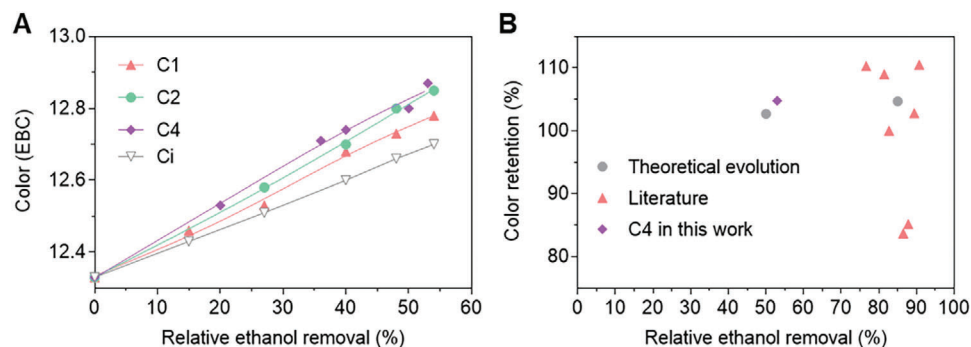 A
Color (EBC)
13.0
12.8
12.6
12.4
C1
C2
C4
Ci
0 10 20 30 40 50 60
Relative ethanol removal (%)
B
Color retention (%)
110
100
90
80
Theoretical evolution
Literature
C4 in this work
0 10 20 30 40 50 60 70 80 90 100
Relative ethanol removal (%)